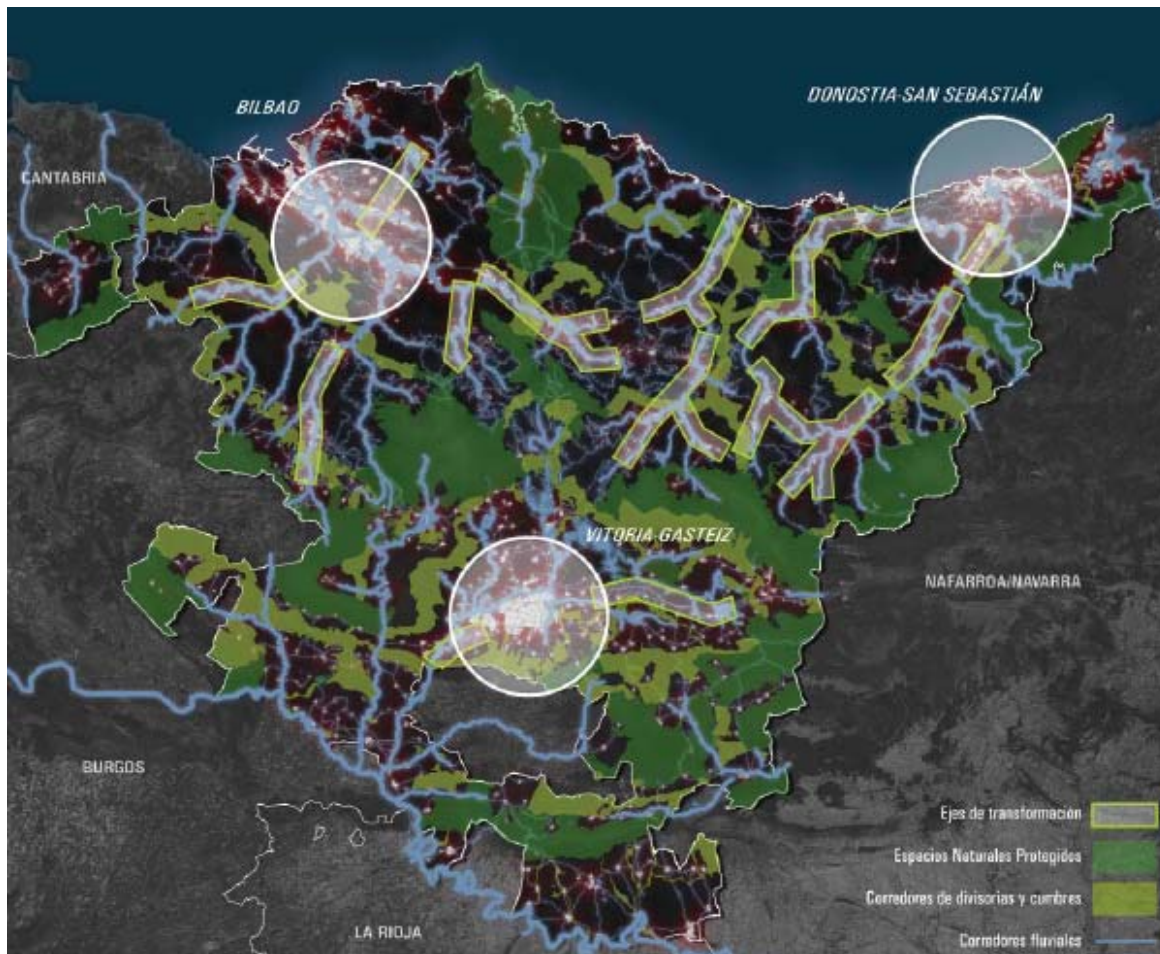 DONOSTIA-SAN SEBASTIÁN
BILBAO
CANTABRIA
VITORIA-GASTEIZ
NAFARROA/NAVARRA
BURGOS
LA RIOJA
Ejes de transformación
Espacios Naturales Protegidos
Corredores de divisorias y cumbres
Corredores fluviales